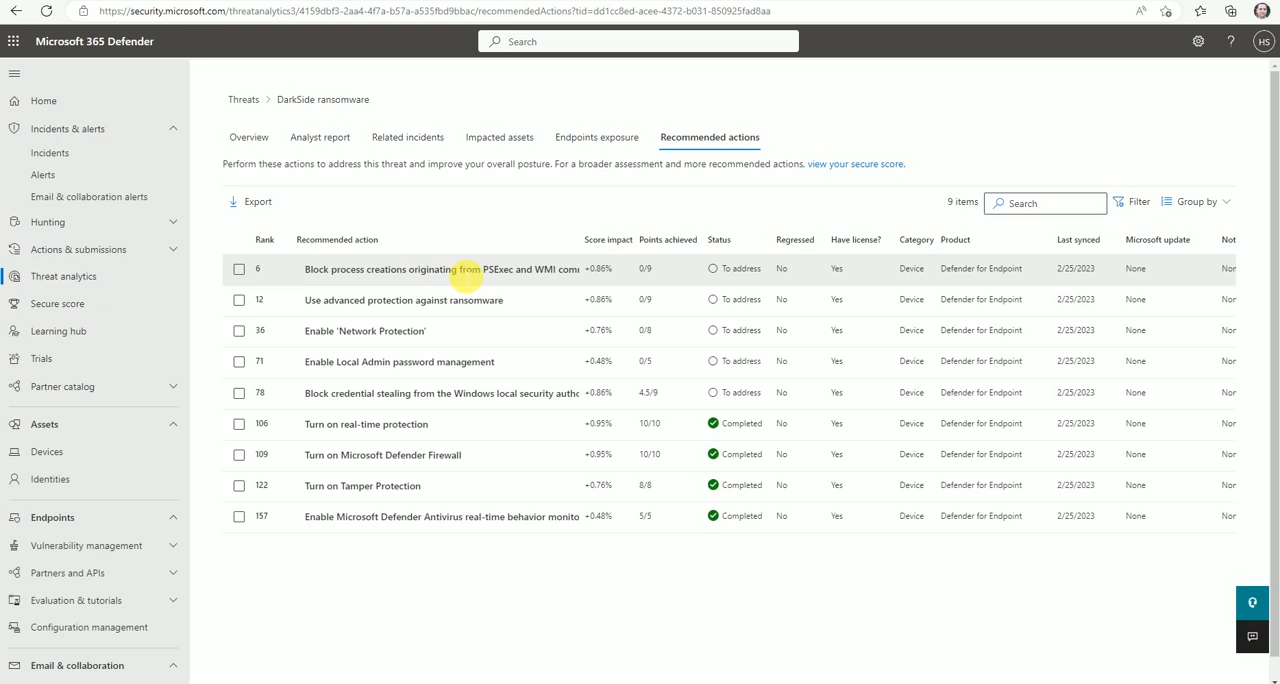 https://security.microsoft.com/threatanalytics3/4159dbf3-2aa4-4f7a-b57a-a535fbd9bbac/recommendedActions?tid=dd1cc8ed-acee-4372-b031-850925fad8aa
Microsoft 365 Defender
Search
HS
Home
Incidents & alerts
Incidents
Alerts
Email & collaboration alerts
Hunting
Actions & submissions
Threat analytics
Secure score
Learning hub
Trials
Partner catalog
Assets
Devices
Identities
Endpoints
Vulnerability management
Partners and APIs
Evaluation & tutorials
Configuration management
Email & collaboration
Threats > DarkSide ransomware
Overview Analyst report Related incidents Impacted assets Endpoints exposure Recommended actions
Perform these actions to address this threat and improve your overall posture. For a broader assessment and more recommended actions, view your secure score.
Export 9 items Search Filter Group by
Rank Recommended action Score impact Points achieved Status Regressed Have license? Category Product Last synced Microsoft update Not
6 Block process creations originating from PSExec and WMI com +0.86% 0/9 To address No Yes Device Defender for Endpoint 2/25/2023 None Nor
12 Use advanced protection against ransomware +0.86% 0/9 To address No Yes Device Defender for Endpoint 2/25/2023 None Nor
36 Enable 'Network Protection' +0.76% 0/8 To address No Yes Device Defender for Endpoint 2/25/2023 None Nor
71 Enable Local Admin password management +0.48% 0/5 To address No Yes Device Defender for Endpoint 2/25/2023 None Nor
78 Block credential stealing from the Windows local security autho +0.86% 4.5/9 To address No Yes Device Defender for Endpoint 2/25/2023 None Nor
106 Turn on real-time protection +0.95% 10/10 Completed No Yes Device Defender for Endpoint 2/25/2023 None Nor
109 Turn on Microsoft Defender Firewall +0.95% 10/10 Completed No Yes Device Defender for Endpoint 2/25/2023 None Nor
122 Turn on Tamper Protection +0.76% 8/8 Completed No Yes Device Defender for Endpoint 2/25/2023 None Nor
157 Enable Microsoft Defender Antivirus real-time behavior monito +0.48% 5/5 Completed No Yes Device Defender for Endpoint 2/25/2023 None Nor